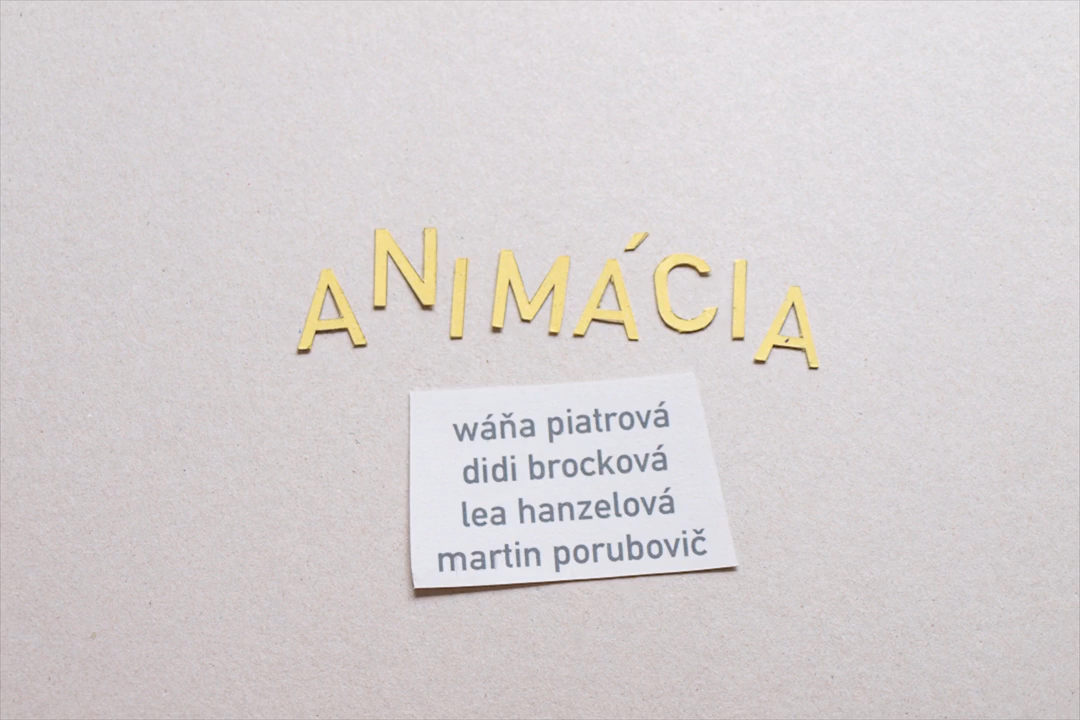 ANIMÁCIA
wáňa piatrová
didi brocková
lea hanzelová
martin porubovič